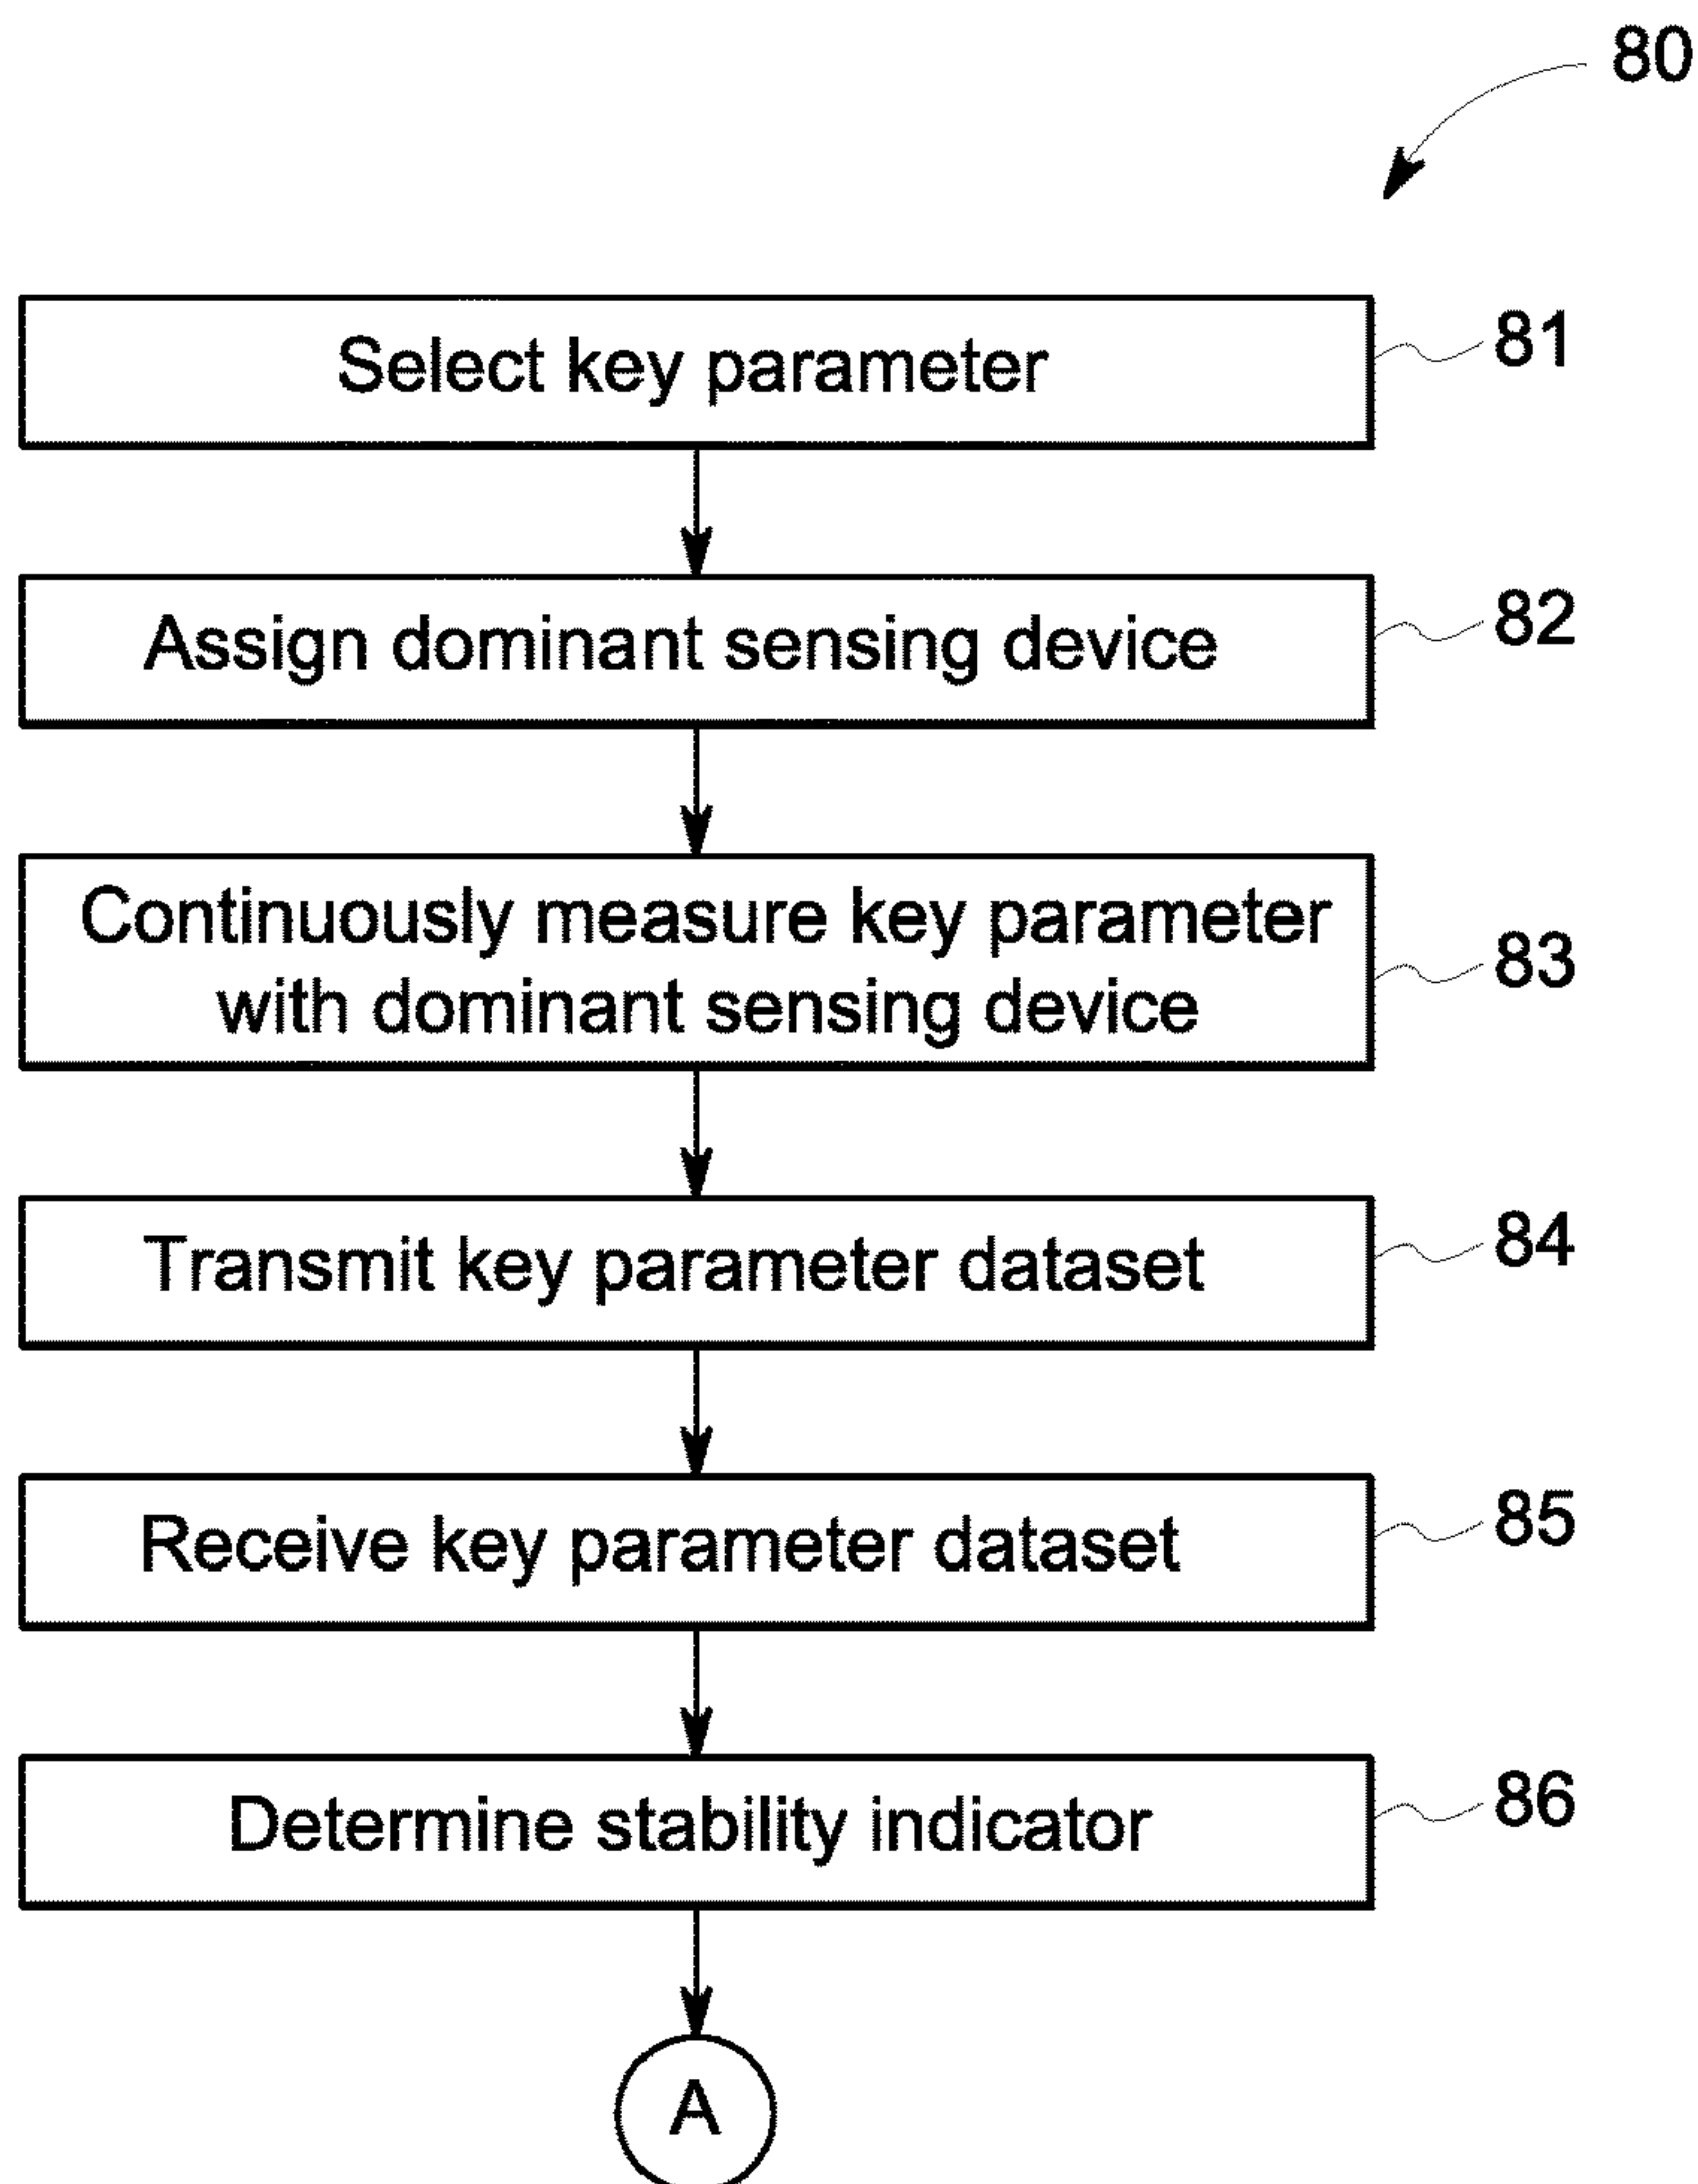 80
Select key parameter
81
Assign dominant sensing device
82
Continuously measure key parameter
with dominant sensing device
83
Transmit key parameter dataset
84
Receive key parameter dataset
85
Determine stability indicator
86
A